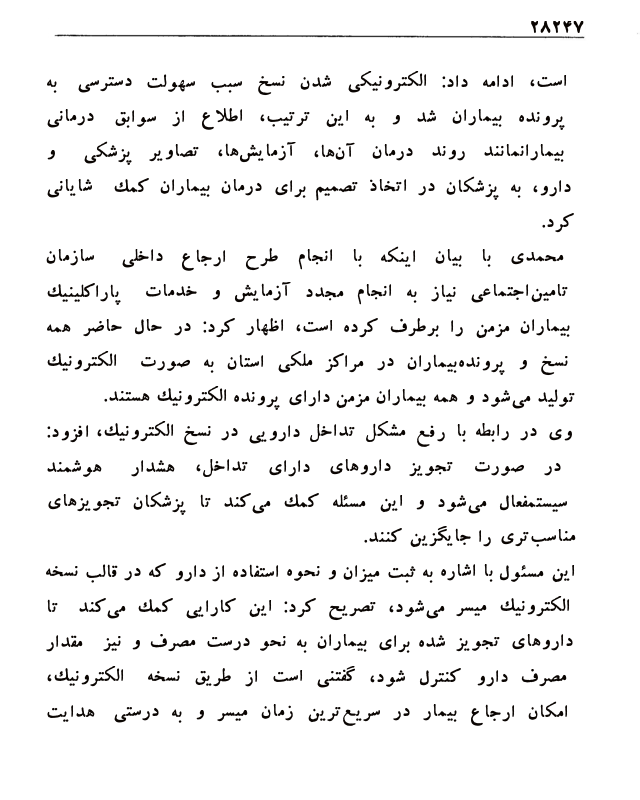 ۲۸۲۴۷
است، ادامه داد: الکترونیکی شدن نسخ سبب سهولت دسترسی به
پرونده بیماران شد و به این ترتیب، اطلاع از سوابق درمانی
بیمارانمانند روند درمان آن‌ها، آزمایش‌ها، تصاویر پزشکی و
دارو، به پزشکان در اتخاذ تصمیم برای درمان بیماران کمك شایانی
کرد.
محمدی با بیان اینکه با انجام طرح ارجاع داخلی سازمان
تامین‌اجتماعی نیاز به انجام مجدد آزمایش و خدمات پاراکلینیك
بیماران مزمن را برطرف کرده است، اظهار کرد: در حال حاضر همه
نسخ و پرونده‌بیماران در مراکز ملکی استان به صورت الکترونیك
تولید می‌شود و همه بیماران مزمن دارای پرونده الکترونیك هستند.
وی در رابطه با رفع مشکل تداخل دارویی در نسخ الکترونیك، افزود:
در صورت تجویز داروهای دارای تداخل، هشدار هوشمند
سیستمفعال می‌شود و این مسئله کمك می‌کند تا پزشکان تجویزهای
مناسب‌تری را جایگزین کنند.
این مسئول با اشاره به ثبت میزان و نحوه استفاده از دارو که در قالب نسخه
الکترونیك میسر می‌شود، تصریح کرد: این کارایی کمك می‌کند تا
داروهای تجویز شده برای بیماران به نحو درست مصرف و نیز مقدار
مصرف دارو کنترل شود، گفتنی است از طریق نسخه الکترونیك،
امکان ارجاع بیمار در سریع‌ترین زمان میسر و به درستی هدایت